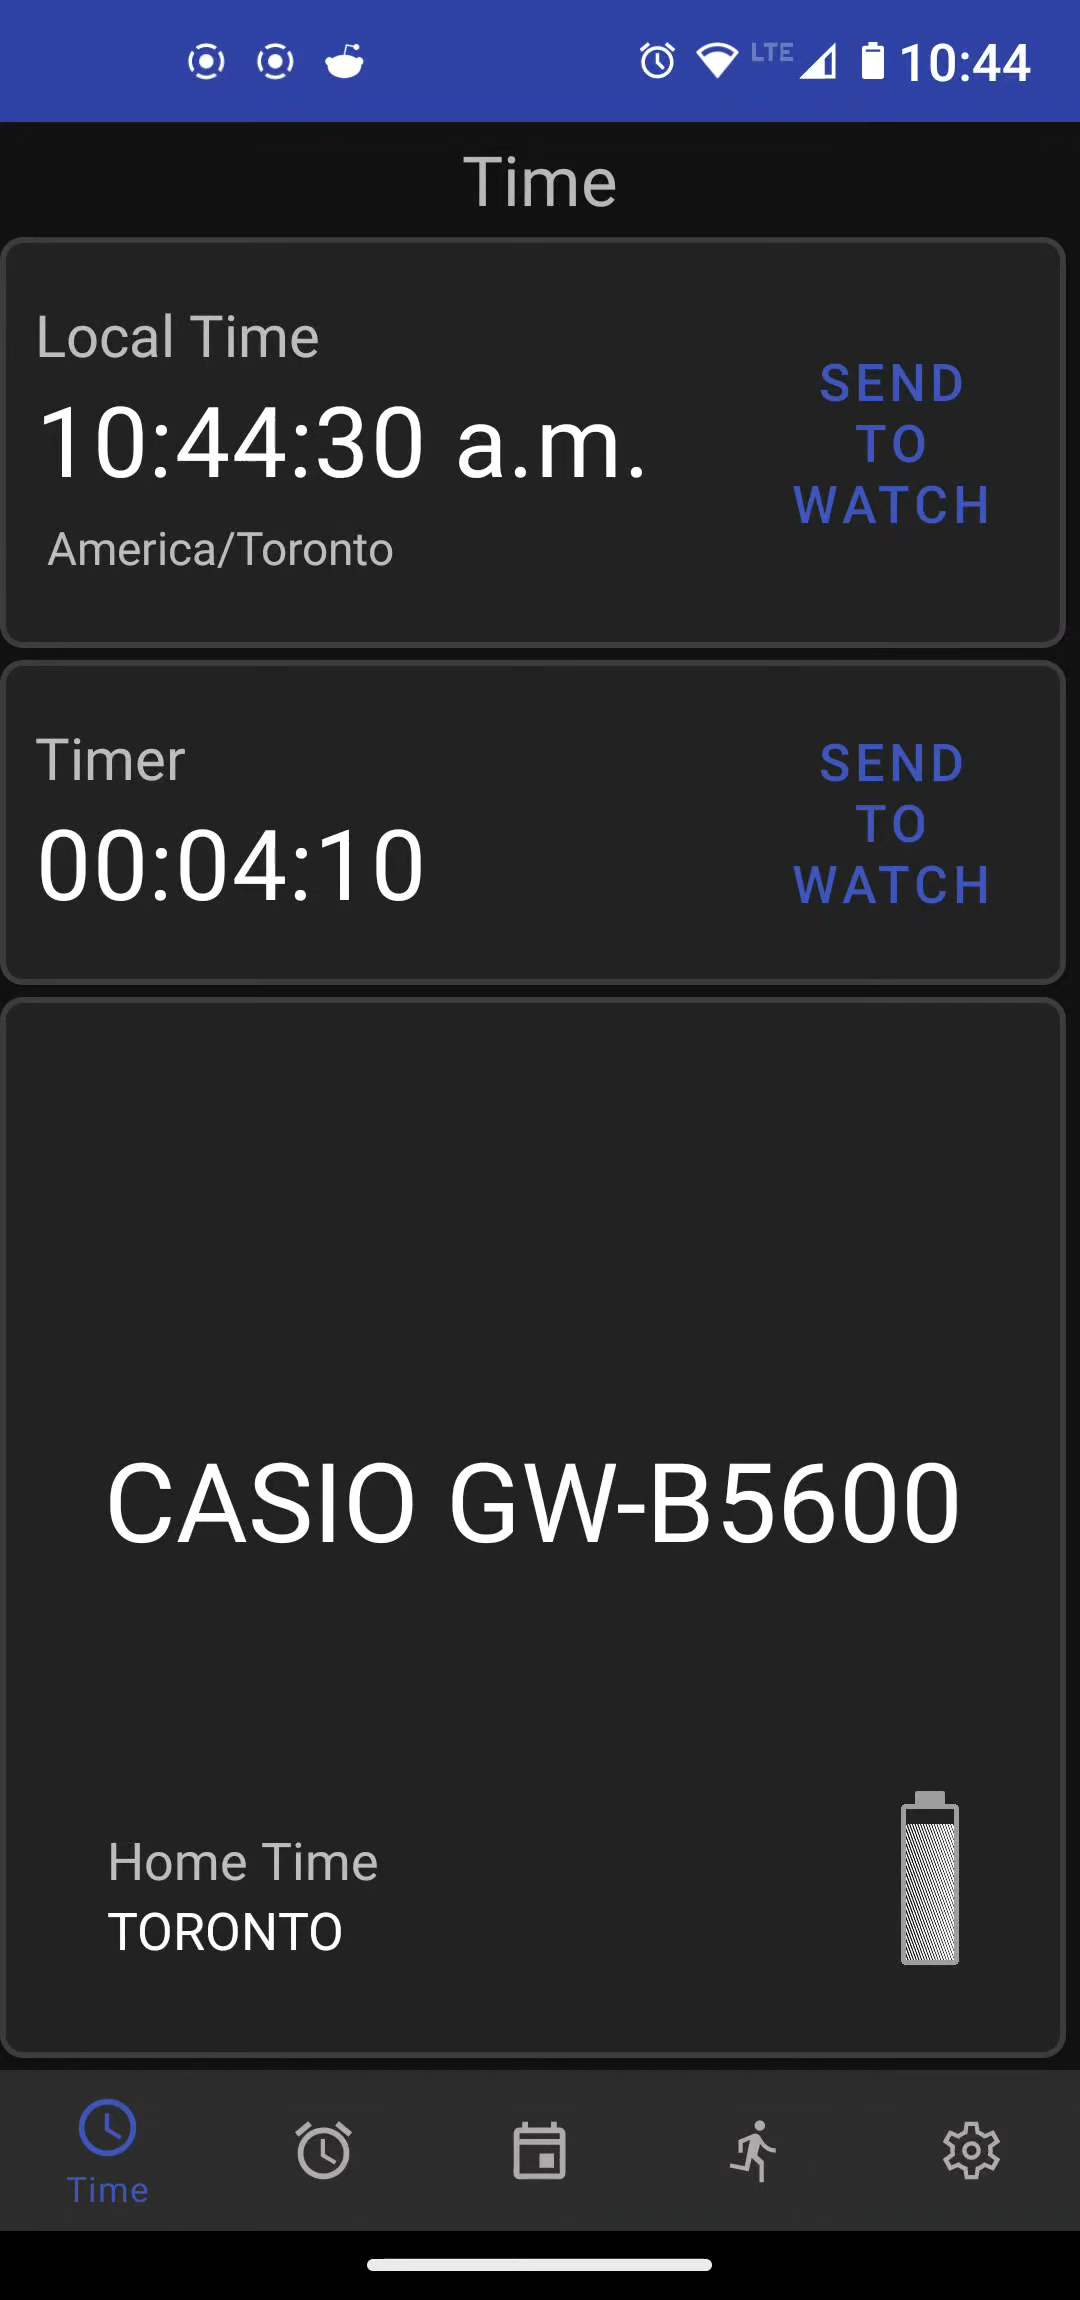 LTE 10:44
Time
Local Time
10:44:30 a.m.
America/Toronto
SEND
TO
WATCH
Timer
00:04:10
SEND
TO
WATCH
CASIO GW-B5600
Home Time
TORONTO
Time